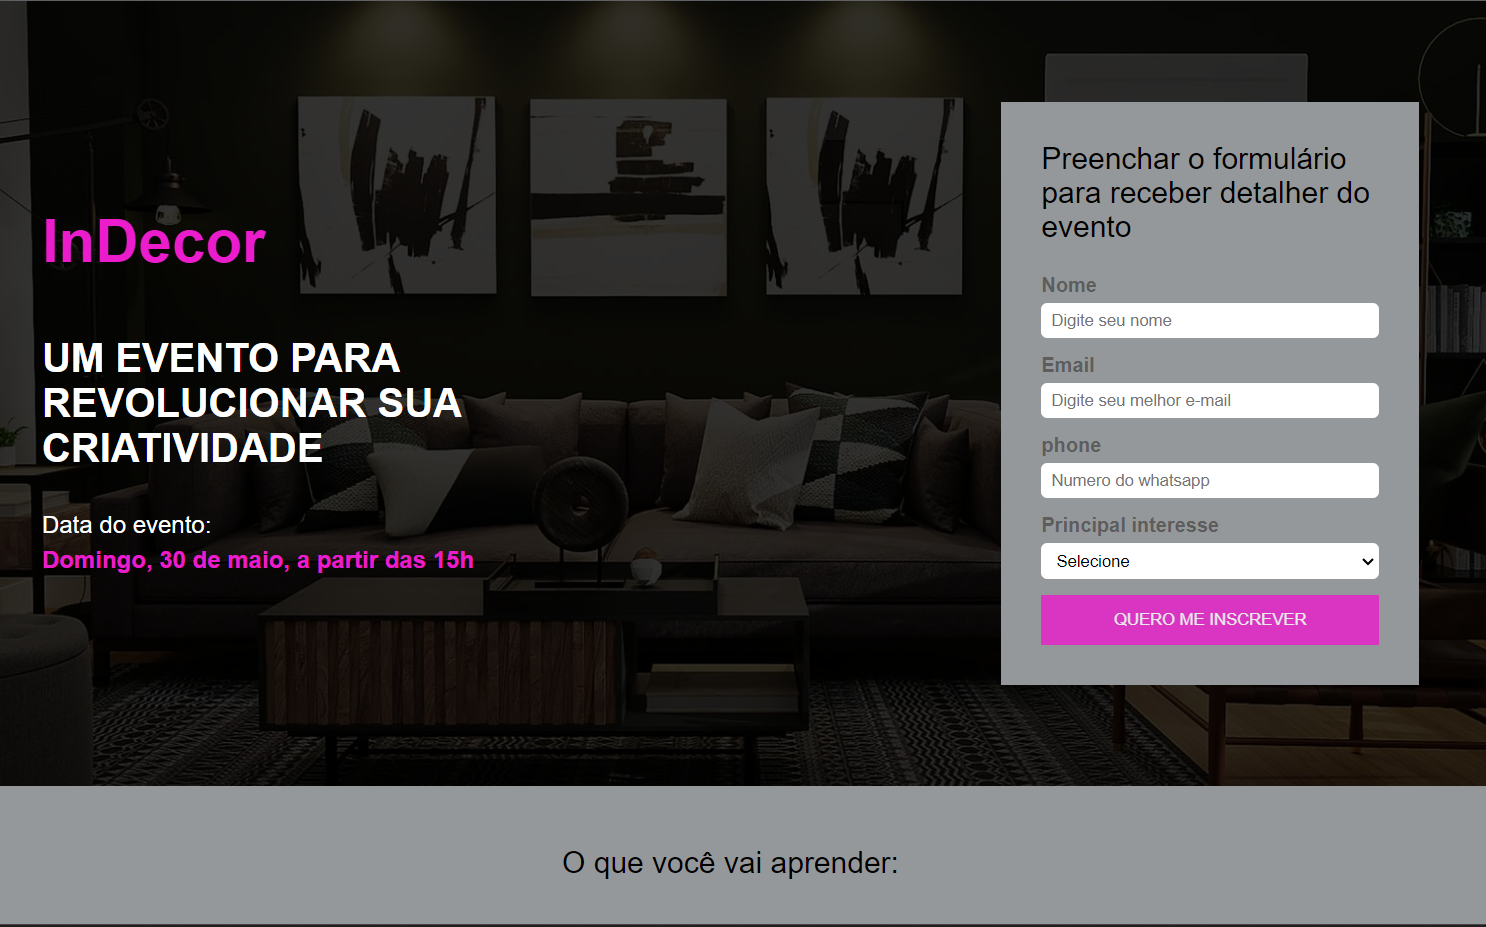 InDecor
UM EVENTO PARA
REVOLUCIONAR SUA
CRIATIVIDADE
Data do evento:
Domingo, 30 de maio, a partir das 15h
Preenchar o formulário
para receber detalher do
evento
Nome
Digite seu nome
Email
Digite seu melhor e-mail
phone
Numero do whatsapp
Principal interesse
Selecione
QUERO ME INSCREVER
O que você vai aprender: